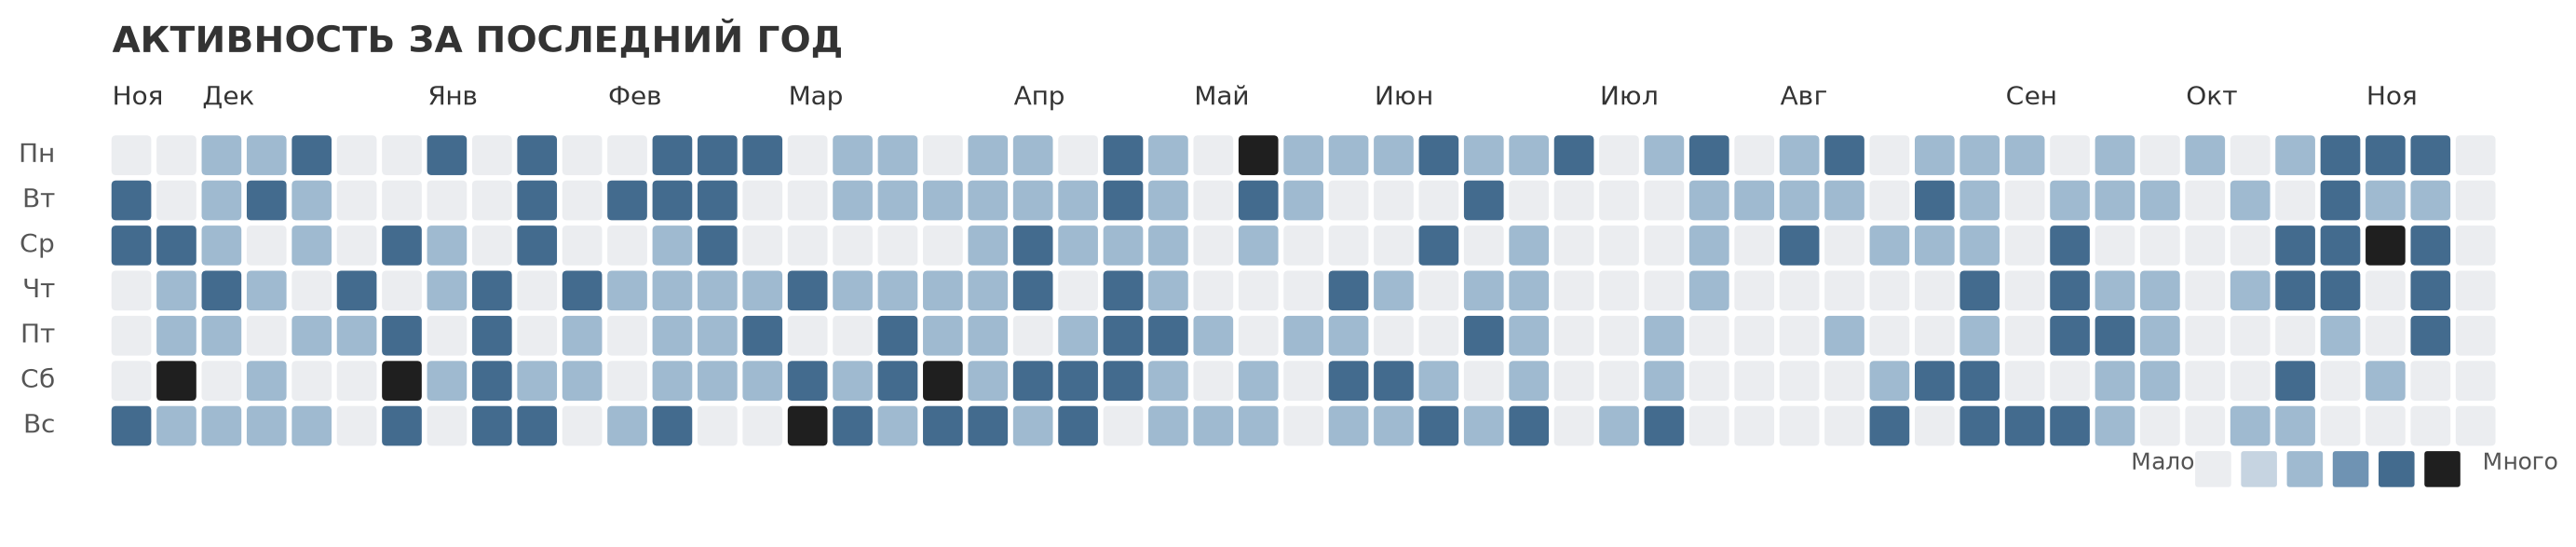 АКТИВНОСТЬ ЗА ПОСЛЕДНИЙ ГОД
Ноя Дек Янв Фев Мар Апр Май Июн Июл Авг Сен Окт Ноя
Пн
Вт
Ср
Чт
Пт
Сб
Вс
Мало Много